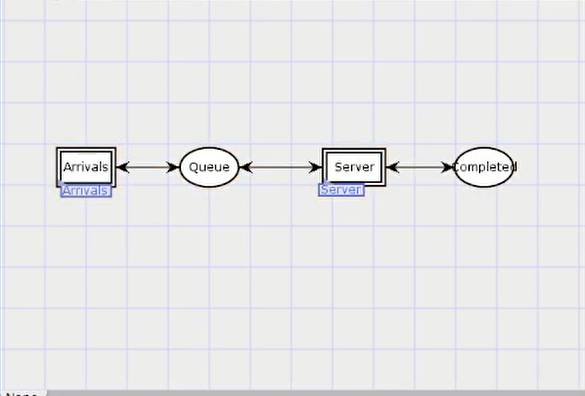 Arrivals
Queue
Server
Completed
Arrivals
Server